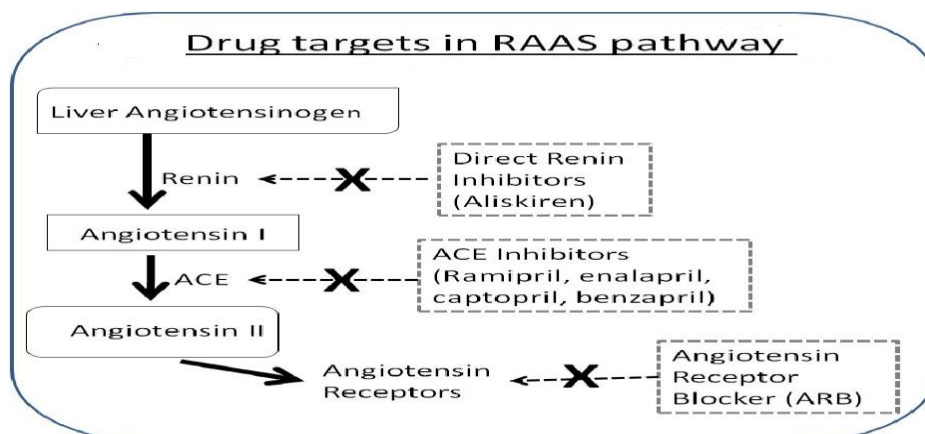 Drug targets in RAAS pathway
Liver Angiotensinogen
Renin
Direct Renin
Inhibitors
(Aliskiren)
Angiotensin I
ACE
ACE Inhibitors
(Ramipril, enalapril,
captopril, benzapril)
Angiotensin II
Angiotensin
Receptors
Angiotensin
Receptor
Blocker (ARB)